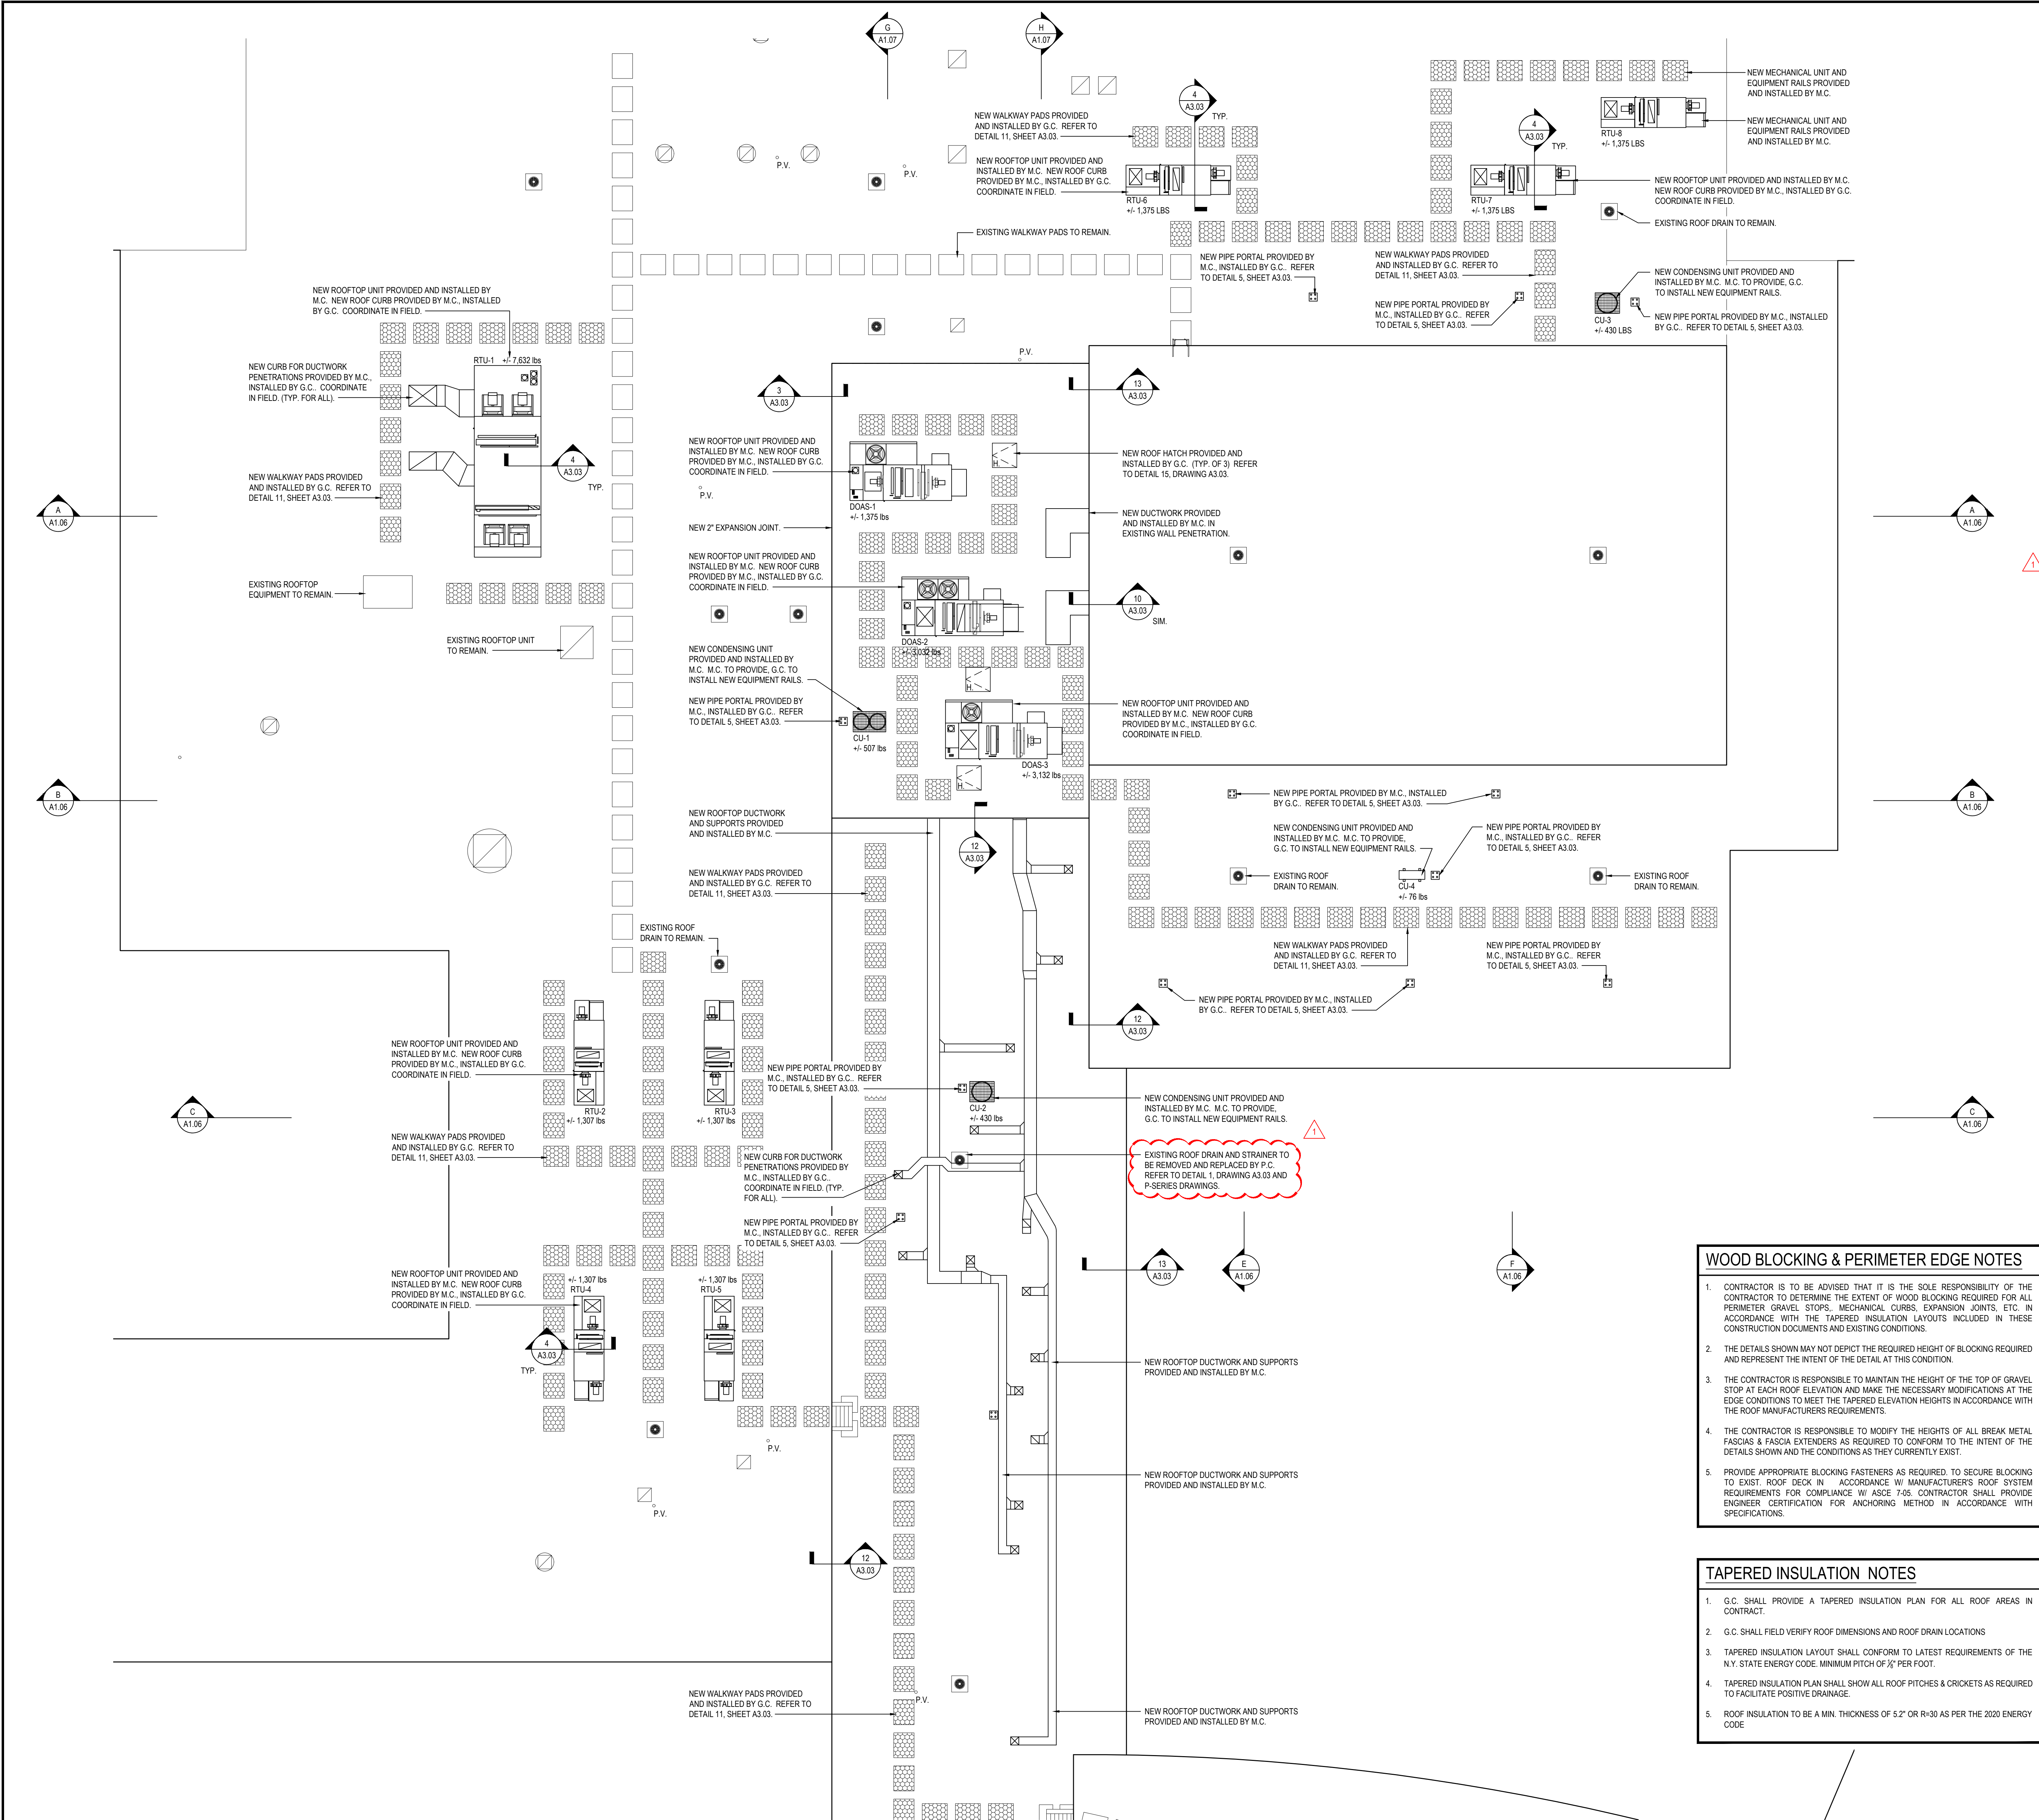 G
A1.07
H
A1.07
NEW MECHANICAL UNIT AND
EQUIPMENT RAILS PROVIDED
AND INSTALLED BY M.C.
NEW MECHANICAL UNIT AND
EQUIPMENT RAILS PROVIDED
AND INSTALLED BY M.C.
RTU-8
+/- 1,375 LBS
4
A3.03
TYP.
4
A3.03
TYP.
NEW WALKWAY PADS PROVIDED
AND INSTALLED BY G.C. REFER TO
DETAIL 11, SHEET A3.03.
NEW ROOFTOP UNIT PROVIDED AND
INSTALLED BY M.C. NEW ROOF CURB
PROVIDED BY M.C., INSTALLED BY G.C.
COORDINATE IN FIELD.
P.V.
P.V.
RTU-6
+/- 1,375 LBS
RTU-7
+/- 1,375 LBS
NEW ROOFTOP UNIT PROVIDED AND INSTALLED BY M.C.
NEW ROOF CURB PROVIDED BY M.C., INSTALLED BY G.C.
COORDINATE IN FIELD.
EXISTING ROOF DRAIN TO REMAIN.
EXISTING WALKWAY PADS TO REMAIN.
NEW PIPE PORTAL PROVIDED BY
M.C., INSTALLED BY G.C.. REFER
TO DETAIL 5, SHEET A3.03.
NEW WALKWAY PADS PROVIDED
AND INSTALLED BY G.C. REFER TO
DETAIL 11, SHEET A3.03.
NEW PIPE PORTAL PROVIDED BY
M.C., INSTALLED BY G.C.. REFER
TO DETAIL 5, SHEET A3.03.
NEW CONDENSING UNIT PROVIDED AND
INSTALLED BY M.C. M.C. TO PROVIDE, G.C.
TO INSTALL NEW EQUIPMENT RAILS.
CU-3
+/- 430 LBS
NEW PIPE PORTAL PROVIDED BY M.C., INSTALLED
BY G.C.. REFER TO DETAIL 5, SHEET A3.03.
NEW ROOFTOP UNIT PROVIDED AND INSTALLED BY
M.C. NEW ROOF CURB PROVIDED BY M.C., INSTALLED
BY G.C. COORDINATE IN FIELD.
RTU-1 +/- 7,632 lbs
NEW CURB FOR DUCTWORK
PENETRATIONS PROVIDED BY M.C.,
INSTALLED BY G.C.. COORDINATE
IN FIELD. (TYP. FOR ALL).
4
A3.03
TYP.
NEW WALKWAY PADS PROVIDED
AND INSTALLED BY G.C. REFER TO
DETAIL 11, SHEET A3.03.
A
A1.06
EXISTING ROOFTOP
EQUIPMENT TO REMAIN.
EXISTING ROOFTOP UNIT
TO REMAIN.
P.V.
3
A3.03
13
A3.03
NEW ROOFTOP UNIT PROVIDED AND
INSTALLED BY M.C. NEW ROOF CURB
PROVIDED BY M.C., INSTALLED BY G.C.
COORDINATE IN FIELD.
P.V.
H.
NEW ROOF HATCH PROVIDED AND
INSTALLED BY G.C. (TYP. OF 3) REFER
TO DETAIL 15, DRAWING A3.03.
DOAS-1
+/- 1,375 lbs
NEW 2" EXPANSION JOINT.
NEW DUCTWORK PROVIDED
AND INSTALLED BY M.C. IN
EXISTING WALL PENETRATION.
NEW ROOFTOP UNIT PROVIDED AND
INSTALLED BY M.C. NEW ROOF CURB
PROVIDED BY M.C., INSTALLED BY G.C.
COORDINATE IN FIELD.
A
A1.06
1
10
A3.03
SIM.
DOAS-2
+/- 3,032 lbs
NEW CONDENSING UNIT
PROVIDED AND INSTALLED BY
M.C. M.C. TO PROVIDE, G.C. TO
INSTALL NEW EQUIPMENT RAILS.
H.
NEW PIPE PORTAL PROVIDED BY
M.C., INSTALLED BY G.C.. REFER
TO DETAIL 5, SHEET A3.03.
CU-1
+/- 507 lbs
NEW ROOFTOP UNIT PROVIDED AND
INSTALLED BY M.C. NEW ROOF CURB
PROVIDED BY M.C., INSTALLED BY G.C.
COORDINATE IN FIELD.
DOAS-3
+/- 3,132 lbs
H.
B
A1.06
B
A1.06
NEW ROOFTOP DUCTWORK
AND SUPPORTS PROVIDED
AND INSTALLED BY M.C.
12
A3.03
NEW PIPE PORTAL PROVIDED BY M.C., INSTALLED
BY G.C.. REFER TO DETAIL 5, SHEET A3.03.
NEW CONDENSING UNIT PROVIDED AND
INSTALLED BY M.C. M.C. TO PROVIDE,
G.C. TO INSTALL NEW EQUIPMENT RAILS.
NEW PIPE PORTAL PROVIDED BY
M.C., INSTALLED BY G.C.. REFER
TO DETAIL 5, SHEET A3.03.
EXISTING ROOF
DRAIN TO REMAIN.
CU-4
+/- 76 lbs
EXISTING ROOF
DRAIN TO REMAIN.
NEW WALKWAY PADS PROVIDED
AND INSTALLED BY G.C. REFER TO
DETAIL 11, SHEET A3.03.
NEW WALKWAY PADS PROVIDED
AND INSTALLED BY G.C. REFER TO
DETAIL 11, SHEET A3.03.
NEW PIPE PORTAL PROVIDED BY
M.C., INSTALLED BY G.C.. REFER
TO DETAIL 5, SHEET A3.03.
EXISTING ROOF
DRAIN TO REMAIN.
NEW PIPE PORTAL PROVIDED BY M.C., INSTALLED
BY G.C.. REFER TO DETAIL 5, SHEET A3.03.
12
A3.03
NEW ROOFTOP UNIT PROVIDED AND
INSTALLED BY M.C. NEW ROOF CURB
PROVIDED BY M.C., INSTALLED BY G.C.
COORDINATE IN FIELD.
NEW PIPE PORTAL PROVIDED BY
M.C., INSTALLED BY G.C.. REFER
TO DETAIL 5, SHEET A3.03.
CU-2
+/- 430 lbs
NEW CONDENSING UNIT PROVIDED AND
INSTALLED BY M.C. M.C. TO PROVIDE,
G.C. TO INSTALL NEW EQUIPMENT RAILS.
C
A1.06
RTU-2
+/- 1,307 lbs
RTU-3
+/- 1,307 lbs
C
A1.06
1
NEW WALKWAY PADS PROVIDED
AND INSTALLED BY G.C. REFER TO
DETAIL 11, SHEET A3.03.
NEW CURB FOR DUCTWORK
PENETRATIONS PROVIDED BY
M.C., INSTALLED BY G.C..
COORDINATE IN FIELD. (TYP.
FOR ALL).
EXISTING ROOF DRAIN AND STRAINER TO
BE REMOVED AND REPLACED BY P.C.
REFER TO DETAIL 1, DRAWING A3.03 AND
P-SERIES DRAWINGS.
NEW PIPE PORTAL PROVIDED BY
M.C., INSTALLED BY G.C.. REFER
TO DETAIL 5, SHEET A3.03.
13
A3.03
E
A1.06
F
A1.06
NEW ROOFTOP UNIT PROVIDED AND
INSTALLED BY M.C. NEW ROOF CURB
PROVIDED BY M.C., INSTALLED BY G.C.
COORDINATE IN FIELD.
+/- 1,307 lbs
RTU-4
+/- 1,307 lbs
RTU-5
4
A3.03
TYP.
NEW ROOFTOP DUCTWORK AND SUPPORTS
PROVIDED AND INSTALLED BY M.C.
P.V.
P.V.
NEW ROOFTOP DUCTWORK AND SUPPORTS
PROVIDED AND INSTALLED BY M.C.
12
A3.03
NEW WALKWAY PADS PROVIDED
AND INSTALLED BY G.C. REFER TO
DETAIL 11, SHEET A3.03.
P.V.
NEW ROOFTOP DUCTWORK AND SUPPORTS
PROVIDED AND INSTALLED BY M.C.
WOOD BLOCKING & PERIMETER EDGE NOTES
1. CONTRACTOR IS TO BE ADVISED THAT IT IS THE SOLE RESPONSIBILITY OF THE
CONTRACTOR TO DETERMINE THE EXTENT OF WOOD BLOCKING REQUIRED FOR ALL
PERIMETER GRAVEL STOPS,. MECHANICAL CURBS, EXPANSION JOINTS, ETC. IN
ACCORDANCE WITH THE TAPERED INSULATION LAYOUTS INCLUDED IN THESE
CONSTRUCTION DOCUMENTS AND EXISTING CONDITIONS.
2. THE DETAILS SHOWN MAY NOT DEPICT THE REQUIRED HEIGHT OF BLOCKING REQUIRED
AND REPRESENT THE INTENT OF THE DETAIL AT THIS CONDITION.
3. THE CONTRACTOR IS RESPONSIBLE TO MAINTAIN THE HEIGHT OF THE TOP OF GRAVEL
STOP AT EACH ROOF ELEVATION AND MAKE THE NECESSARY MODIFICATIONS AT THE
EDGE CONDITIONS TO MEET THE TAPERED ELEVATION HEIGHTS IN ACCORDANCE WITH
THE ROOF MANUFACTURERS REQUIREMENTS.
4. THE CONTRACTOR IS RESPONSIBLE TO MODIFY THE HEIGHTS OF ALL BREAK METAL
FASCIAS & FASCIA EXTENDERS AS REQUIRED TO CONFORM TO THE INTENT OF THE
DETAILS SHOWN AND THE CONDITIONS AS THEY CURRENTLY EXIST.
5. PROVIDE APPROPRIATE BLOCKING FASTENERS AS REQUIRED. TO SECURE BLOCKING
TO EXIST. ROOF DECK IN ACCORDANCE W/ MANUFACTURER'S ROOF SYSTEM
REQUIREMENTS FOR COMPLIANCE W/ ASCE 7-05. CONTRACTOR SHALL PROVIDE
ENGINEER CERTIFICATION FOR ANCHORING METHOD IN ACCORDANCE WITH
SPECIFICATIONS.
TAPERED INSULATION NOTES
1. G.C. SHALL PROVIDE A TAPERED INSULATION PLAN FOR ALL ROOF AREAS IN
CONTRACT.
2. G.C. SHALL FIELD VERIFY ROOF DIMENSIONS AND ROOF DRAIN LOCATIONS
3. TAPERED INSULATION LAYOUT SHALL CONFORM TO LATEST REQUIREMENTS OF THE
N.Y. STATE ENERGY CODE. MINIMUM PITCH OF PER FOOT.
4. TAPERED INSULATION PLAN SHALL SHOW ALL ROOF PITCHES & CRICKETS AS REQUIRED
TO FACILITATE POSITIVE DRAINAGE.
5. ROOF INSULATION TO BE A MIN. THICKNESS OF 5.2" OR R=30 AS PER THE 2020 ENERGY
CODE